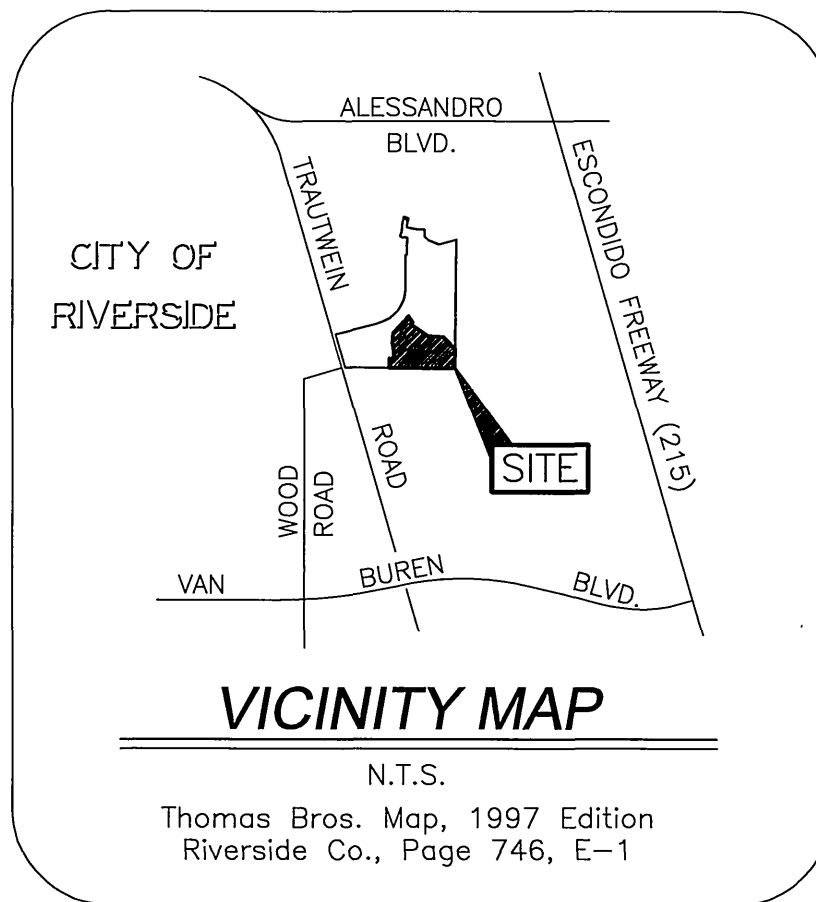 ALESSANDRO
BLVD.
TRAUTWEIN
ESCONDIDO FREEWAY (215)
CITY OF
RIVERSIDE
ROAD
SITE
WOOD
ROAD
VAN BUREN BLVD.
VICINITY MAP
N.T.S.
Thomas Bros. Map, 1997 Edition
Riverside Co., Page 746, E-1